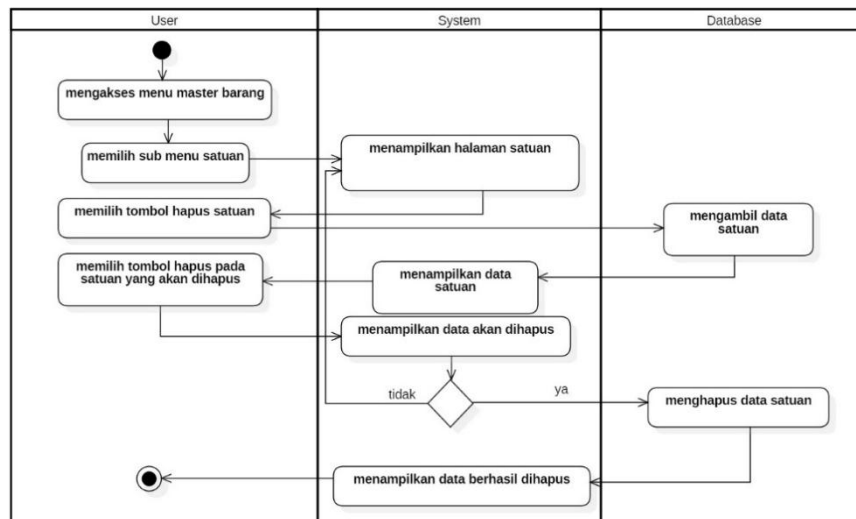 User
System
Database
mengakses menu master barang
memilih sub menu satuan
menampilkan halaman satuan
memilih tombol hapus satuan
mengambil data
satuan
memilih tombol hapus pada
satuan yang akan dihapus
menampilkan data
satuan
menampilkan data akan dihapus
tidak
ya
menghapus data satuan
menampilkan data berhasil dihapus